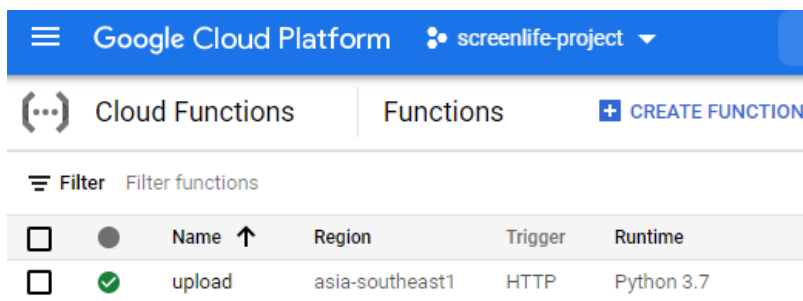 Google Cloud Platform screenlife-project
Cloud Functions Functions CREATE FUNCTION
Filter Filter functions
Name Region Trigger Runtime
upload asia-southeast1 HTTP Python 3.7